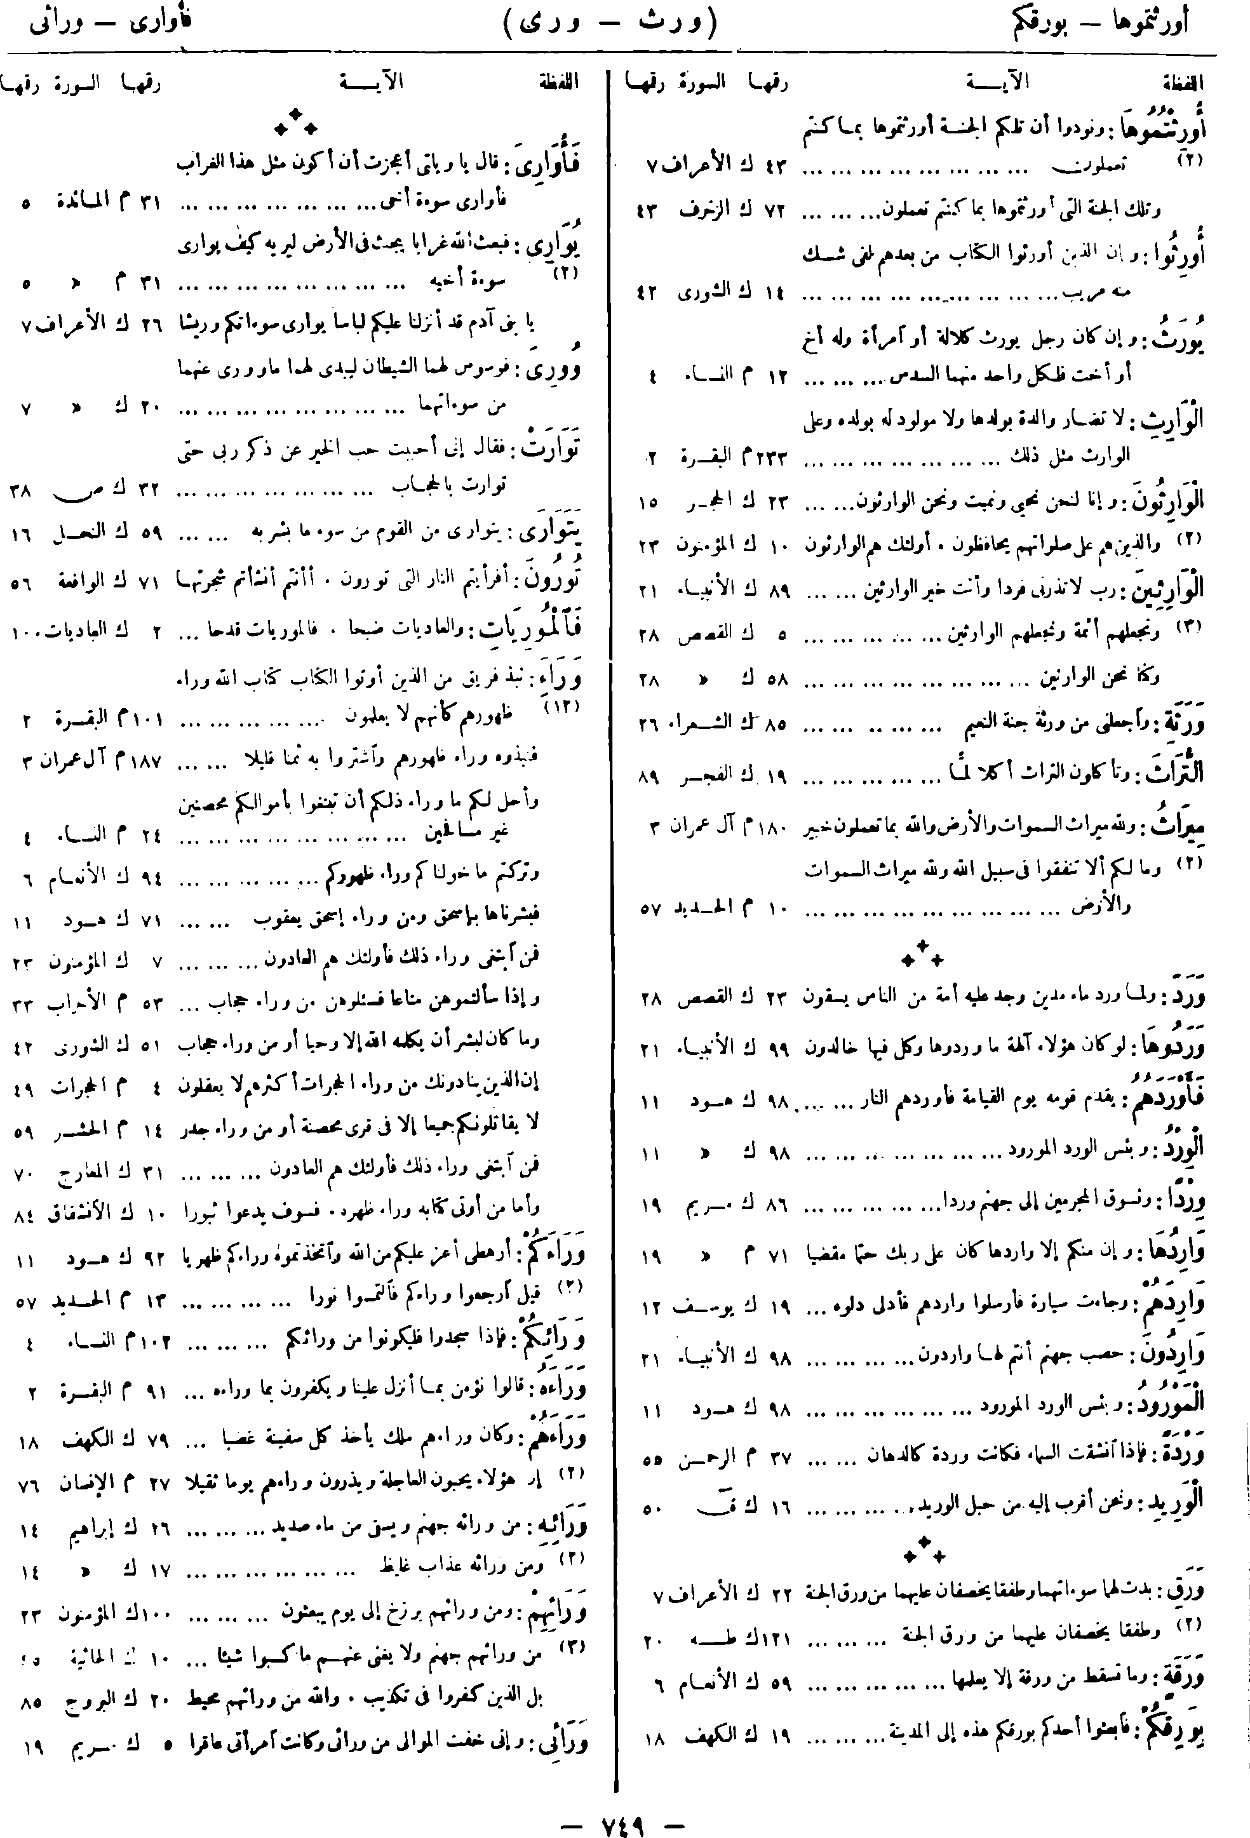 أورثتموها — بورقكم (ورث — ورى) فأوارى — ورائى
اللفظة الآيـــة رقمها السورة رقمها
أُورِثْتُمُوهَا : ونودوا أن تلكم الجنة أورثتموها بما كنتم
(٢) تعملون ... ... ... ... ... ... ... ٤٣ ك الأعراف ٧
وتلك الجنة التى أورثتموها بما كنتم تعملون... ... ... ٧٢ ك الزخرف ٤٣
أُورِثُوا : وإن الذين أورثوا الكتاب من بعدهم لفى شك
منه مريب ... ... ... ... ... ... ... ١٤ ك الشورى ٤٢
يُورَثُ : وإن كان رجل يورث كلالة أو آمرأة وله أخ
أو أخت فلكل واحد منهما السدس ... ... ... ١٢ م النساء ٤
الْوَارِثِ : لا تضار والدة بولدها ولا مولود له بولده وعلى
الوارث مثل ذلك ... ... ... ... ... ... ٢٣٣ م البقرة ٢
الْوَارِثُونَ : وإنا لنحن نحيى ونميت ونحن الوارثون... ... ٢٣ ك الحجر ١٥
(٢) والذين هم على صلواتهم يحافظون ٠ أولئك هم الوارثون ١٠ ك المؤمنون ٢٣
الْوَارِثِينَ : رب لا تذرنى فردا وأنت خير الوارثين ... ... ٨٩ ك الأنبياء ٢١
(٣) ونجعلهم أئمة ونجعلهم الوارثين ... ... ... ... ... ٥ ك القصص ٢٨
وكنا نحن الوارثين ... ... ... ... ... ... ... ٥٨ ك » ٢٨
وَرَثَةِ : وآجعلنى من ورثة جنة النعيم ... ... ... ... ٨٥ ك الشعراء ٢٦
التُّرَاثَ : وتأكلون التراث أكلا لمًّا ... ... ... ... ... ١٩ ك الفجر ٨٩
مِيرَاثُ : ولله ميراث السموات والأرض والله بما تعملون خبير ١٨٠ م آل عمران ٣
(٢) وما لكم ألا تنفقوا فى سبيل الله ولله ميراث السموات
والأرض ... ... ... ... ... ... ... ... ... ١٠ م الحديد ٥٧
وَرَدَ : ولما ورد ماء مدين وجد عليه أمة من الناس يسقون ٢٣ ك القصص ٢٨
وَرَدُوهَا : لو كان هؤلاء آلهة ما وردوها وكل فيها خالدون ٩٩ ك الأنبياء ٢١
فَأَوْرَدَهُمُ : يقدم قومه يوم القيامة فأوردهم النار ... ... ٩٨ ك هود ١١
الْوِرْدُ : وبئس الورد المورود ... ... ... ... ... ... ... ٩٨ ك » ١١
وِرْدًا : ونسوق المجرمين إلى جهنم وردا... ... ... ... ... ٨٦ ك مريم ١٩
وَارِدُهَا : وإن منكم إلا واردها كان على ربك حتما مقضيا ٧١ م » ١٩
وَارِدَهُمْ : وجاءت سيارة فأرسلوا واردهم فأدلى دلوه ... ١٩ ك يوسف ١٢
وَارِدُونَ : حصب جهنم أنتم لها واردون... ... ... ... ٩٨ ك الأنبياء ٢١
الْمَوْرُودُ : وبئس الورد المورود ... ... ... ... ... ... ٩٨ ك هود ١١
وَرْدَةً : فإذا آنشقت السماء فكانت وردة كالدهان ... ... ٣٧ م الرحمن ٥٥
الْوَرِيدِ : ونحن أقرب إليه من حبل الوريد. ... ... ... ... ١٦ ك ق ٥٠
وَرَقِ : بدت لهما سوءاتهما وطفقا يخصفان عليهما من ورق الجنة ٢٢ ك الأعراف ٧
(٢) وطفقا يخصفان عليهما من ورق الجنة ... ... ... ١٢١ ك طه ٢٠
وَرَقَةٍ : وما تسقط من ورقة إلا يعلمها ... ... ... ... ... ٥٩ ك الأنعام ٦
بِوَرِقِكُمْ : فآبعثوا أحدكم بورقكم هذه إلى المدينة ... ... ... ١٩ ك الكهف ١٨
اللفظة الآيـــة رقمها السورة رقمها
فَأُوَارِىَ : قال يا ويلتى أعجزت أن أكون مثل هذا الغراب
فأوارى سوءة أخى... ... ... ... ... ... ... ٣١ م المائدة ٥
يُوَارِى : فبعث الله غرابا يبحث فى الأرض ليريه كيف يوارى
(٢) سوءة أخيه ... ... ... ... ... ... ... ... ... ٣١ م » ٥
يا بنى آدم قد أنزلنا عليكم لباسا يوارى سوءاتكم وريشا ٢٦ ك الأعراف ٧
وُورِىَ : فوسوس لهما الشيطان ليبدى لهما ما وورى عنهما
من سوءاتهما ... ... ... ... ... ... ... ... ٢٠ ك » ٧
تَوَارَتْ : فقال إنى أحببت حب الخير عن ذكر ربى حتى
توارت بالحجاب ... ... ... ... ... ... ... ٣٢ ك ص ٣٨
يَتَوَارَى : يتوارى من القوم من سوء ما بشر به ... ... ٥٩ ك النحل ١٦
تُورُونَ : أفرأيتم النار التى تورون ٠ أأنتم أنشأتم شجرتها ٧١ ك الواقعة ٥٦
فَٱلْمُورِيَاتِ : والعاديات ضبحا ٠ فالموريات قدحا ... ٢ ك العاديات ١٠٠
وَرَاءَ : نبذ فريق من الذين أوتوا الكتاب كتاب الله وراء
(١٢) ظهورهم كأنهم لا يعلمون ... ... ... ... ... ١٠١ م البقرة ٢
فنبذوه وراء ظهورهم وآشتروا به ثمنا قليلا ... ... ١٨٧ م آل عمران ٣
وأحل لكم ما وراء ذلكم أن تبتغوا بأموالكم محصنين
غير مسافحين ... ... ... ... ... ... ... ... ٢٤ م النساء ٤
وتركتم ما خولناكم وراء ظهوركم ... ... ... ... ... ٩٤ ك الأنعام ٦
فبشرناها بإسحق ومن وراء إسحق يعقوب ... ... ٧١ ك هود ١١
فمن آبتغى وراء ذلك فأولئك هم العادون ... ... ... ٧ ك المؤمنون ٢٣
وإذا سألتموهن متاعا فسئلوهن من وراء حجاب ... ٥٣ م الأحزاب ٣٣
وما كان لبشر أن يكلمه الله إلا وحيا أو من وراء حجاب ٥١ ك الشورى ٤٢
إن الذين ينادونك من وراء الحجرات أكثرهم لا يعقلون ٤ م الحجرات ٤٩
لا يقاتلونكم جميعا إلا فى قرى محصنة أو من وراء جدر ١٤ م الحشر ٥٩
فمن آبتغى وراء ذلك فأولئك هم العادون ... ... ... ٣١ ك المعارج ٧٠
وأما من أوتى كتابه وراء ظهره ٠ فسوف يدعوا ثبورا ١٠ ك الآنشقاق ٨٤
وَرَاءَكُمْ : أرهطى أعز عليكم من الله وآتخذتموه وراءكم ظهريا ٩٢ ك هود ١١
(٢) قيل آرجعوا وراءكم فآلتمسوا نورا ... ... ... ... ١٣ م الحديد ٥٧
وَرَائِكُمْ : فإذا سجدوا فليكونوا من ورائكم ... ... ... ١٠٢ م النساء ٤
وَرَاءَهُ : قالوا نؤمن بما أنزل علينا ويكفرون بما وراءه ... ٩١ م البقرة ٢
وَرَاءَهُمْ : وكان وراءهم ملك يأخذ كل سفينة غصبا ... ٧٩ ك الكهف ١٨
(٢) إن هؤلاء يحبون العاجلة ويذرون وراءهم يوما ثقيلا ٢٧ م الإنسان ٧٦
وَرَائِهِ : من ورائه جهنم ويسقى من ماء صديد ... ... ... ١٦ ك إبراهيم ١٤
(٢) ومن ورائه عذاب غليظ ... ... ... ... ... ... ١٧ ك » ١٤
وَرَائِهِمْ : ومن ورائهم برزخ إلى يوم يبعثون ... ... ... ١٠٠ ك المؤمنون ٢٣
(٣) من ورائهم جهنم ولا يغنى عنهم ما كسبوا شيئا ... ١٠ ك الجاثية ٤٥
بل الذين كفروا فى تكذيب ٠ والله من ورائهم محيط ٢٠ ك البروج ٨٥
وَرَائِى : وإنى خفت الموالى من ورائى وكانت آمرأتى عاقرا ٥ ك مريم ١٩
— ٧٤٩ —